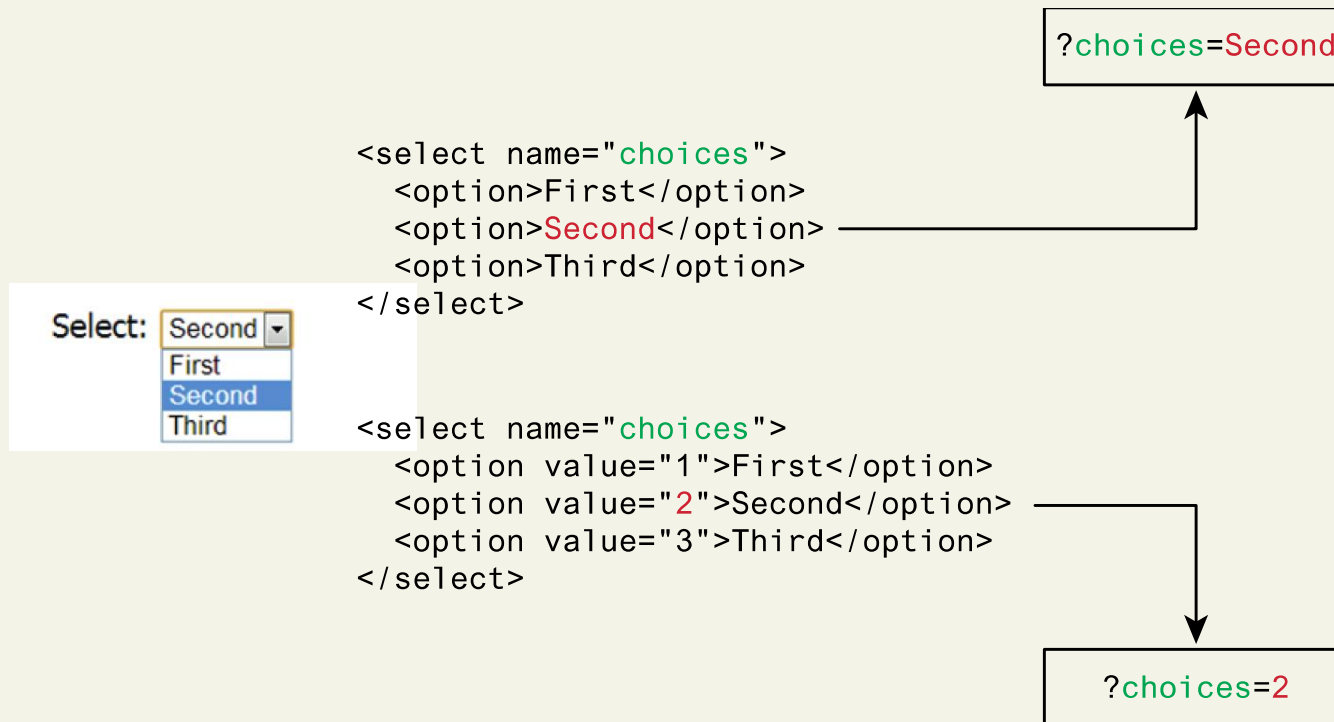 ?choices=Second
<select name="choices">
<option>First</option>
<option>Second</option>
<option>Third</option>
</select>
Select: Second
First
Second
Third
<select name="choices">
<option value="1">First</option>
<option value="2">Second</option>
<option value="3">Third</option>
</select>
?choices=2